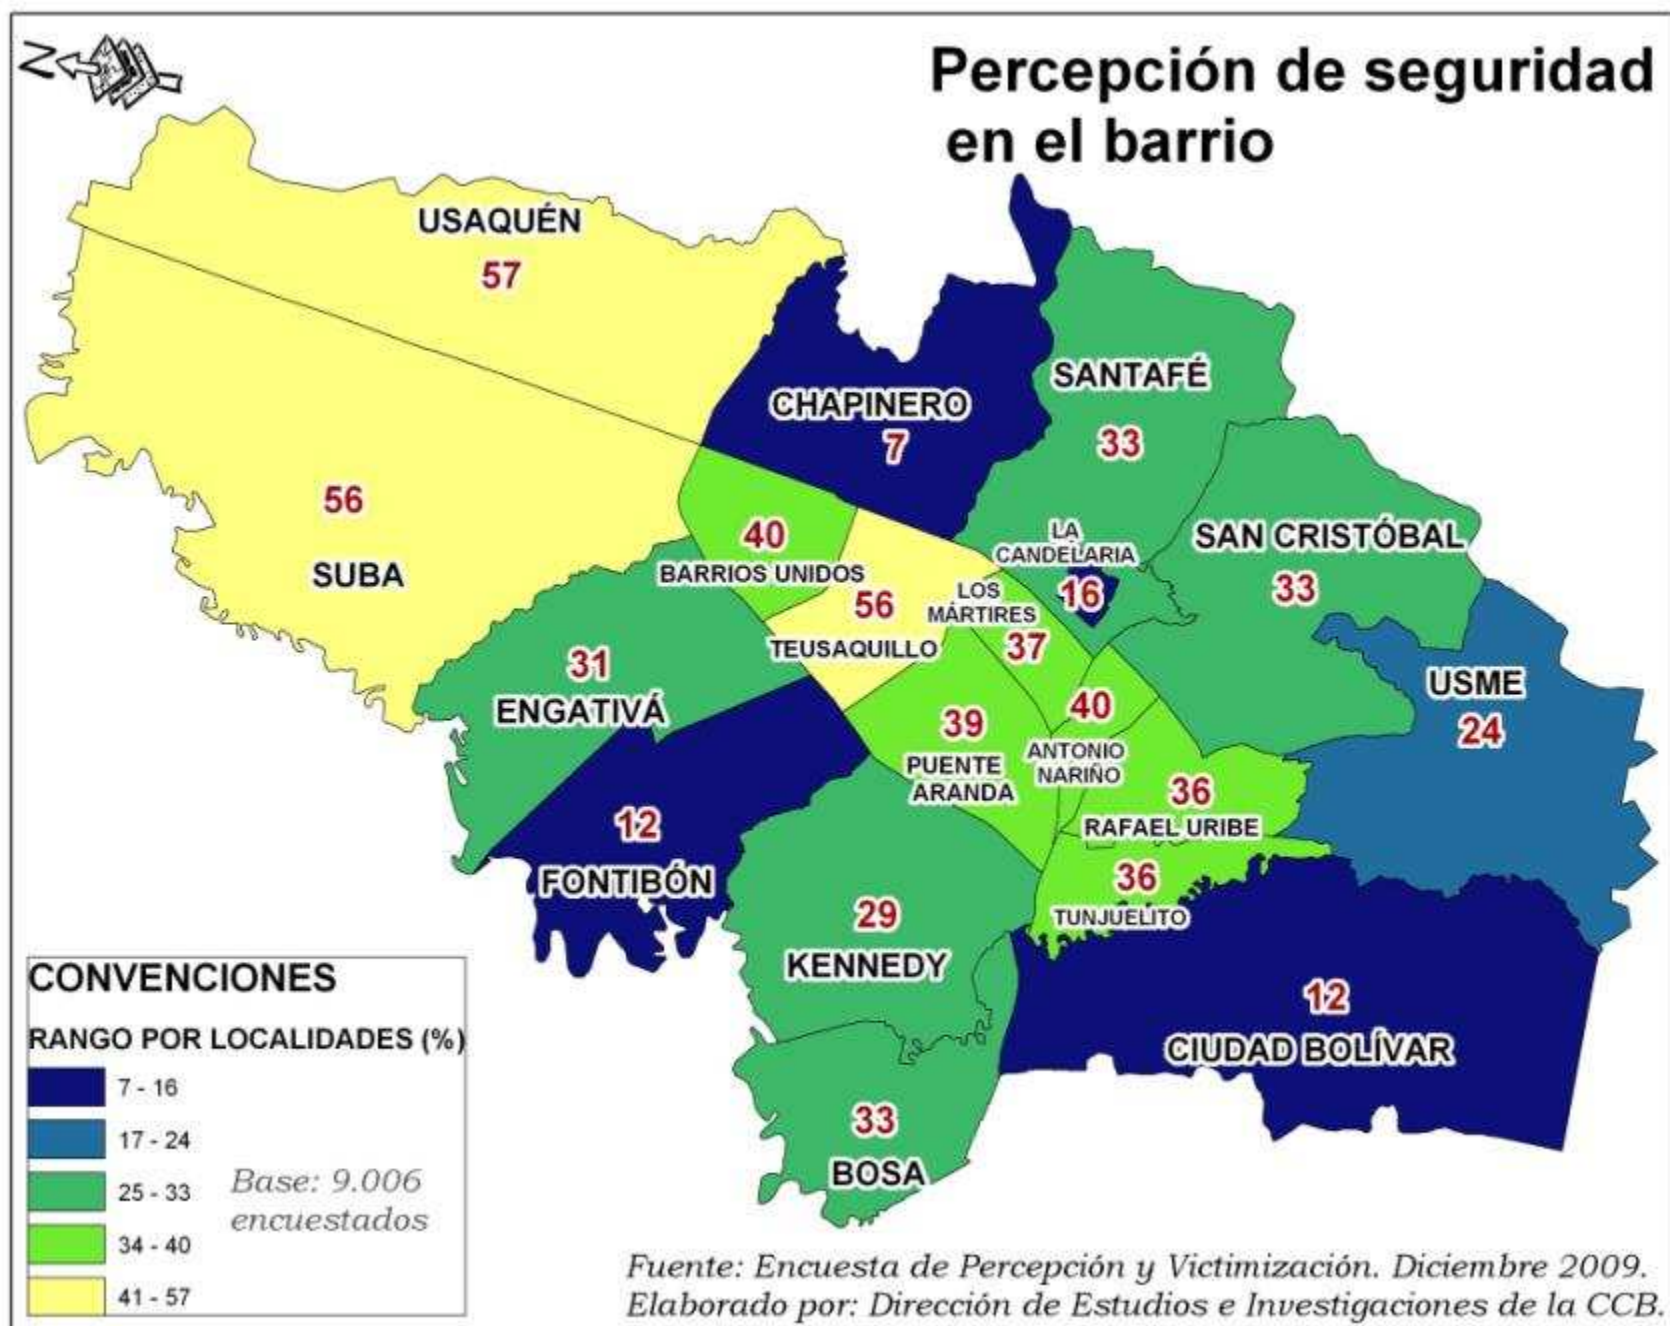 N
Percepción de seguridad
en el barrio
USAQUÉN
57
CHAPINERO
7
SANTAFÉ
33
56
SUBA
40
BARRIOS UNIDOS
LA
CANDELARIA
16
SAN CRISTÓBAL
33
56
TEUSAQUILLO
LOS
MÁRTIRES
37
31
ENGATIVÁ
USME
24
39
PUENTE
ARANDA
40
ANTONIO
NARIÑO
36
RAFAEL URIBE
12
FONTIBÓN
36
TUNJUELITO
29
KENNEDY
12
CIUDAD BOLÍVAR
33
BOSA
CONVENCIONES
RANGO POR LOCALIDADES (%)
7 - 16
17 - 24
25 - 33
34 - 40
41 - 57
Base: 9.006
encuestados
Fuente: Encuesta de Percepción y Victimización. Diciembre 2009.
Elaborado por: Dirección de Estudios e Investigaciones de la CCB.